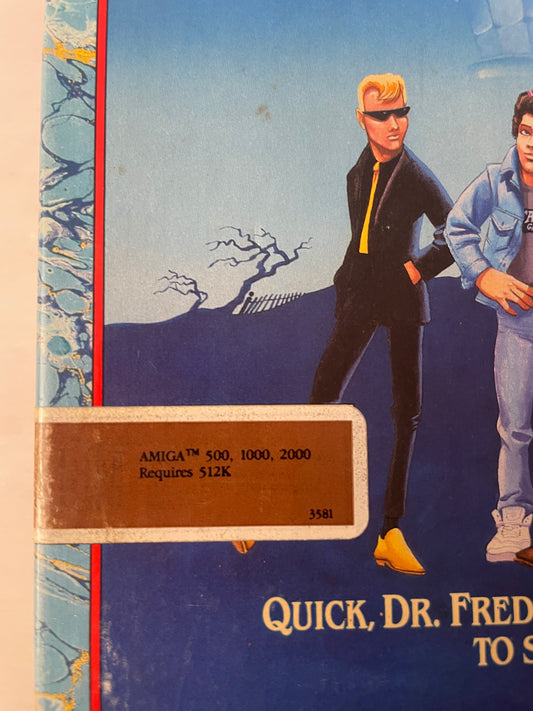 AMIGA™ 500, 1000, 2000
Requires 512K
3581
QUICK, DR. FRED
TO S